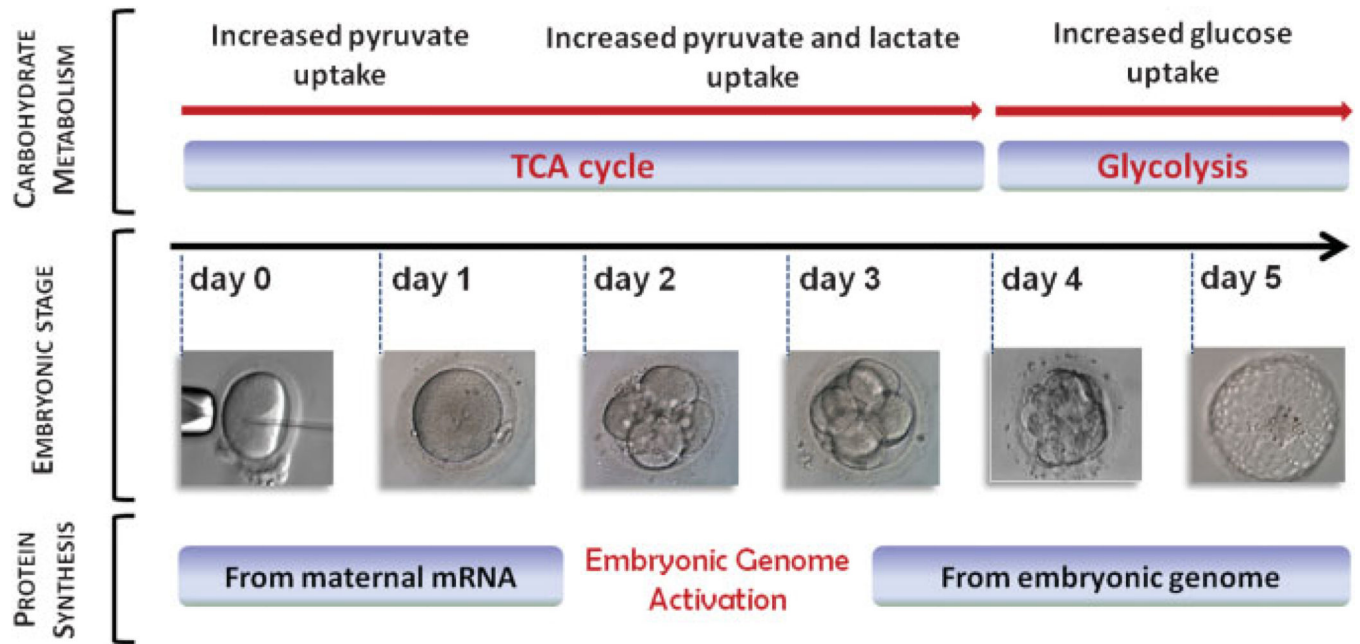 CARBOHYDRATE
METABOLISM
Increased pyruvate
uptake
Increased pyruvate and lactate
uptake
Increased glucose
uptake
TCA cycle
Glycolysis
EMBRYONIC STAGE
day 0
day 1
day 2
day 3
day 4
day 5
PROTEIN
SYNTHESIS
From maternal mRNA
Embryonic Genome
Activation
From embryonic genome